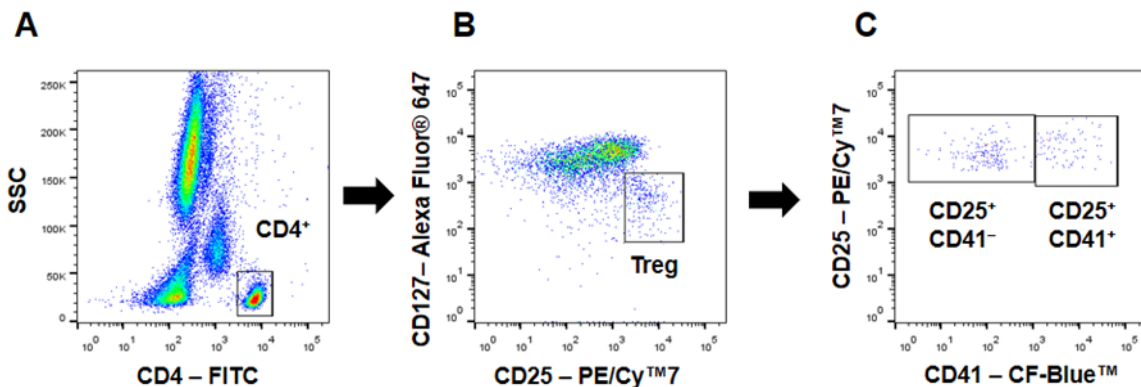 A
SSC
250K
200K
150K
100K
50K
0
CD4⁺
10⁰ 10¹ 10² 10³ 10⁴ 10⁵
CD4 – FITC
B
CD127– Alexa Fluor® 647
10⁵
10⁴
10³
10²
10¹
10⁰
Treg
10⁰ 10¹ 10² 10³ 10⁴ 10⁵
CD25 – PE/Cy™7
C
CD25 – PE/Cy™7
10⁵
10⁴
10³
10²
10¹
10⁰
CD25⁺ CD25⁺
CD41⁻ CD41⁺
10⁰ 10¹ 10² 10³ 10⁴ 10⁵
CD41 – CF-Blue™